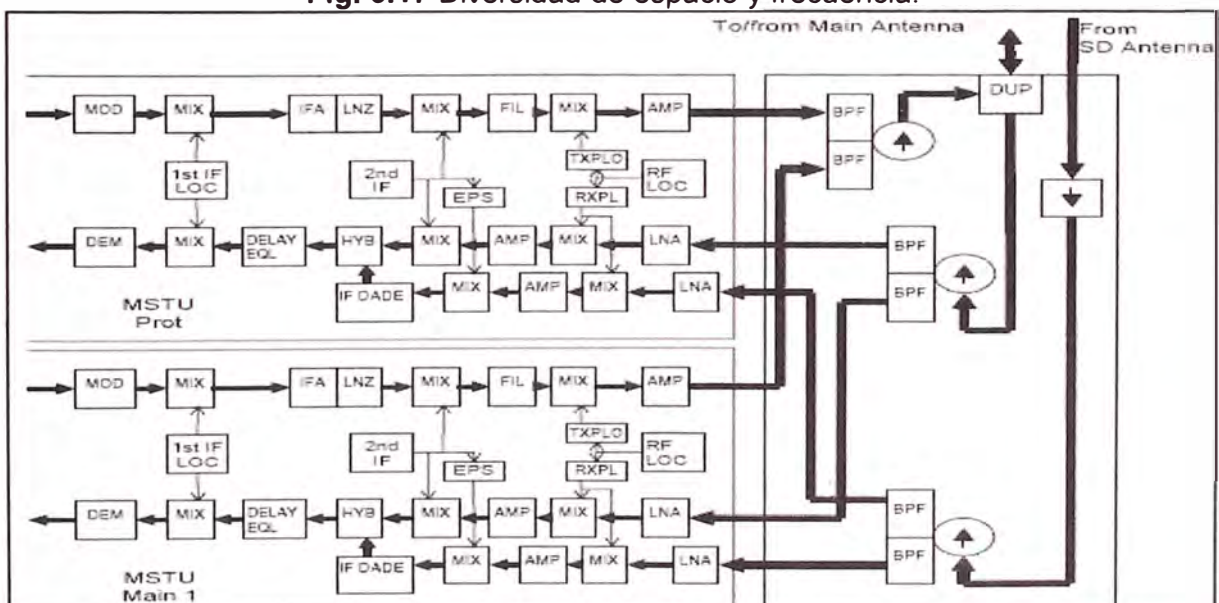 Diversidad de espacio y frecuencia.
To/from Main Antenna
From
SD Antenna
DUP
MOD
MIX
IFA
LNZ
MIX
FIL
MIX
AMP
BPF
BPF
1st IF
LOC
2nd
IF
EPS
TXPLO
RXPL
RF
LOC
DEM
MIX
DELAY
EQL
HYB
MIX
AMP
MIX
LNA
BPF
BPF
IF DADE
MIX
AMP
MIX
LNA
MSTU
Prot
MOD
MIX
IFA
LNZ
MIX
FIL
MIX
AMP
1st IF
LOC
2nd
IF
EPS
TXPLO
RXPL
RF
LOC
DEM
MIX
DELAY
EQL
HYB
MIX
AMP
MIX
LNA
BPF
BPF
IF DADE
MIX
AMP
MIX
LNA
MSTU
Main 1